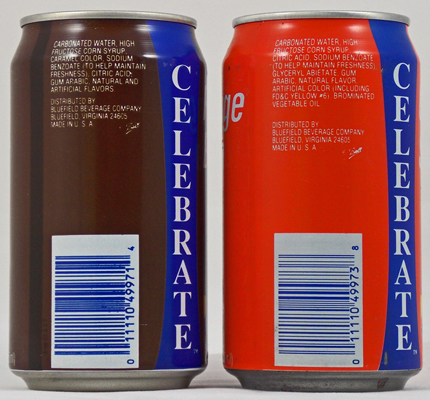 CARBONATED WATER, HIGH
FRUCTOSE CORN SYRUP,
CARAMEL COLOR, SODIUM
BENZOATE (TO HELP MAINTAIN
FRESHNESS), CITRIC ACID,
GUM ARABIC, NATURAL AND
ARTIFICIAL FLAVORS
DISTRIBUTED BY
BLUEFIELD BEVERAGE COMPANY
BLUEFIELD, VIRGINIA 24605
MADE IN U.S.A.
CELEBRATE
0 11110 49971 4
CARBONATED WATER, HIGH
FRUCTOSE CORN SYRUP,
CITRIC ACID, SODIUM BENZOATE
(TO HELP MAINTAIN FRESHNESS),
GLYCERYL ABIETATE, GUM
ARABIC, NATURAL FLAVOR,
ARTIFICIAL COLOR (INCLUDING
FD&C YELLOW #6), BROMINATED
VEGETABLE OIL
DISTRIBUTED BY
BLUEFIELD BEVERAGE COMPANY
BLUEFIELD, VIRGINIA 24605
MADE IN U.S.A.
ge
CELEBRATE
TM
0 11110 49973 8